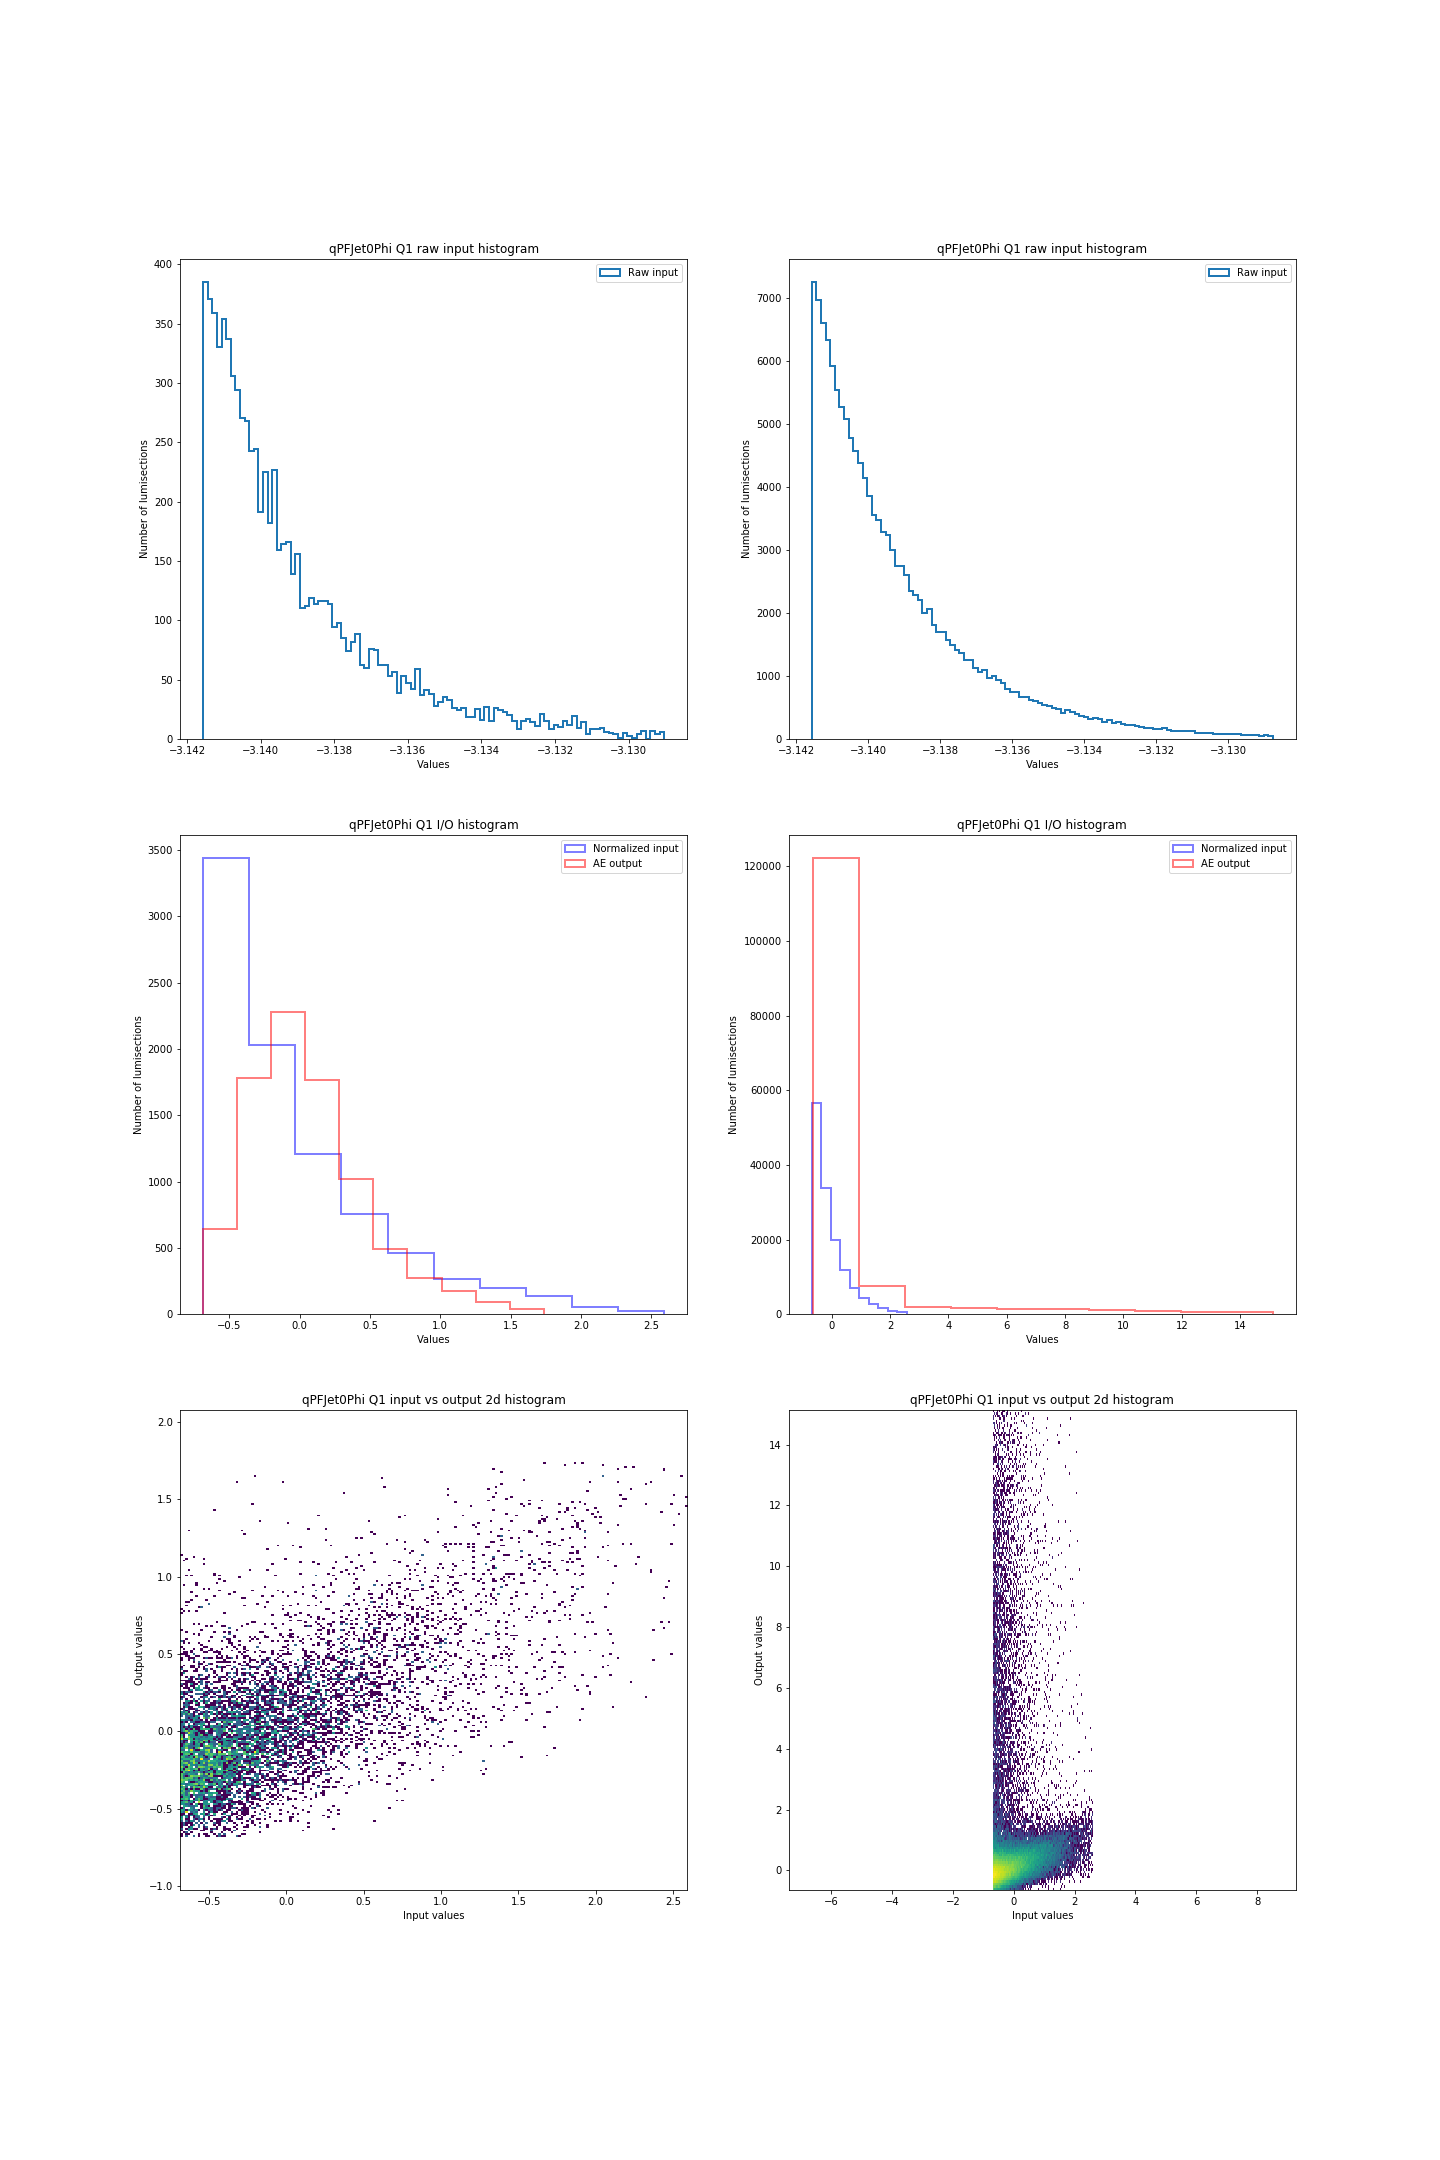 qPFJet0Phi Q1 raw input histogram
Raw input
400
350
300
250
200
150
100
50
0
Number of lumisections
−3.142 −3.140 −3.138 −3.136 −3.134 −3.132 −3.130
Values
qPFJet0Phi Q1 raw input histogram
Raw input
7000
6000
5000
4000
3000
2000
1000
0
Number of lumisections
−3.142 −3.140 −3.138 −3.136 −3.134 −3.132 −3.130
Values
qPFJet0Phi Q1 I/O histogram
Normalized input
AE output
3500
3000
2500
2000
1500
1000
500
0
Number of lumisections
−0.5 0.0 0.5 1.0 1.5 2.0 2.5
Values
qPFJet0Phi Q1 I/O histogram
Normalized input
AE output
120000
100000
80000
60000
40000
20000
0
Number of lumisections
0 2 4 6 8 10 12 14
Values
qPFJet0Phi Q1 input vs output 2d histogram
2.0
1.5
1.0
0.5
0.0
−0.5
−1.0
Output values
−0.5 0.0 0.5 1.0 1.5 2.0 2.5
Input values
qPFJet0Phi Q1 input vs output 2d histogram
14
12
10
8
6
4
2
0
Output values
−6 −4 −2 0 2 4 6 8
Input values